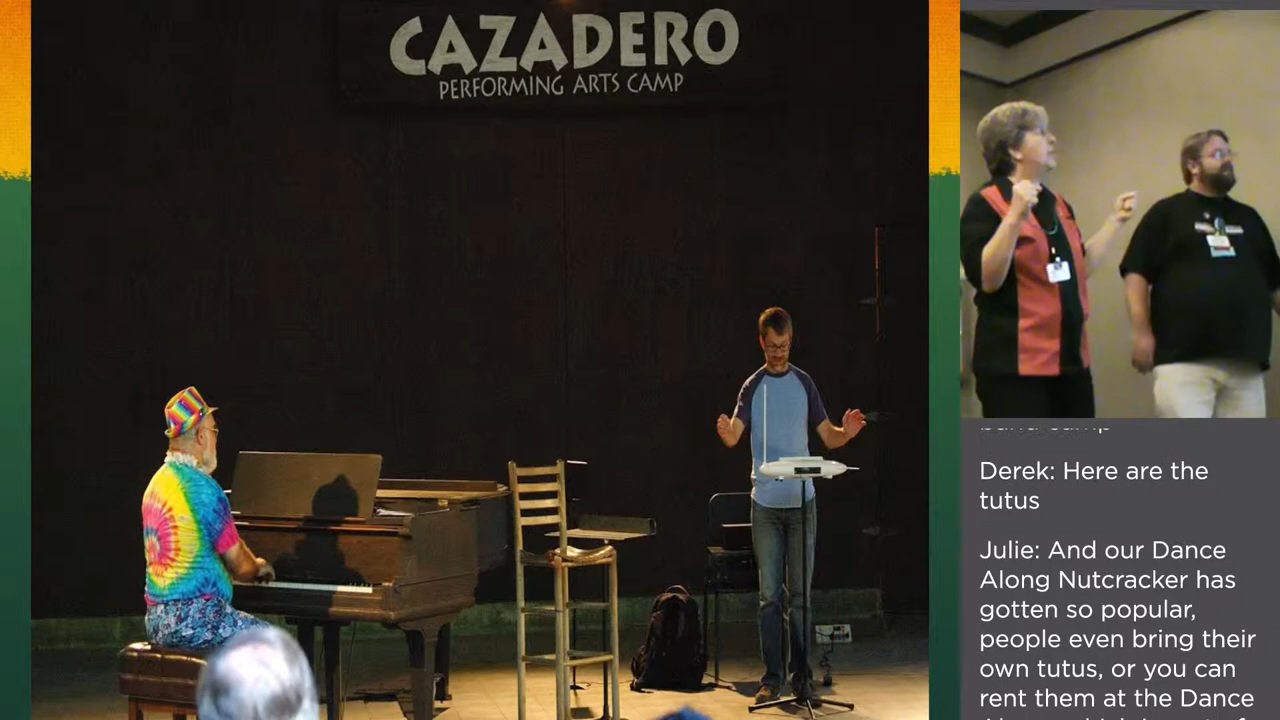 CAZADERO
PERFORMING ARTS CAMP
Derek: Here are the
tutus
Julie: And our Dance
Along Nutcracker has
gotten so popular,
people even bring their
own tutus, or you can
rent them at the Dance